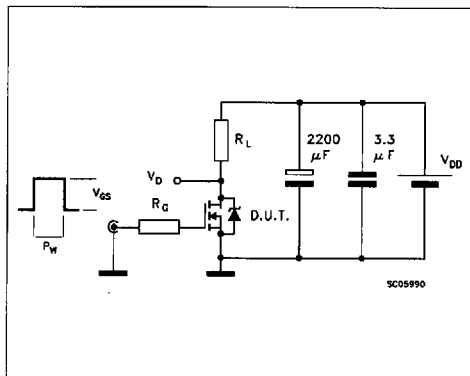 R_L
2200
µF
3.3
µF
V_DD
V_D
V_GS
R_G
D.U.T.
P_W
SC05990